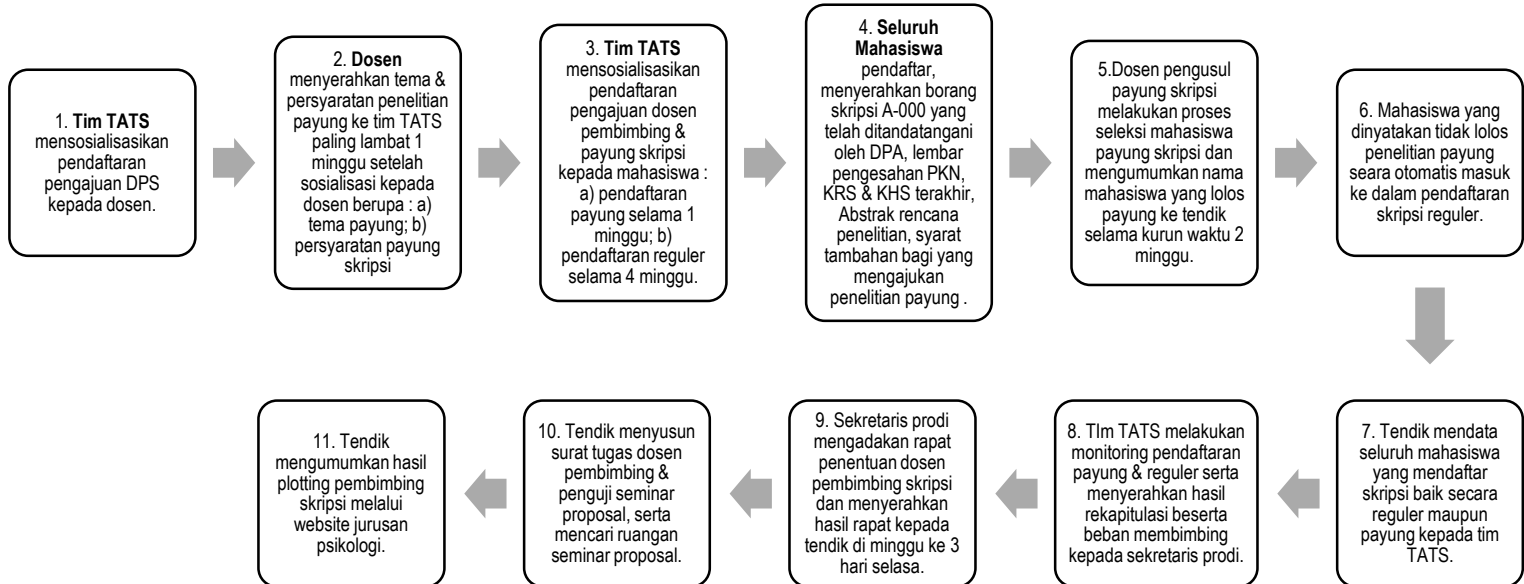 1. Tim TATS
mensosialisasikan
pendaftaran
pengajuan DPS
kepada dosen.
2. Dosen
menyerahkan tema &
persyaratan penelitian
payung ke tim TATS
paling lambat 1
minggu setelah
sosialisasi kepada
dosen berupa : a)
tema payung; b)
persyaratan payung
skripsi
3. Tim TATS
mensosialisasikan
pendaftaran
pengajuan dosen
pembimbing &
payung skripsi
kepada mahasiswa :
a) pendaftaran
payung selama 1
minggu; b)
pendaftaran reguler
selama 4 minggu.
4. Seluruh
Mahasiswa
pendaftar,
menyerahkan borang
skripsi A-000 yang
telah ditandatangani
oleh DPA, lembar
pengesahan PKN,
KRS & KHS terakhir,
Abstrak rencana
penelitian, syarat
tambahan bagi yang
mengajukan
penelitian payung .
5.Dosen pengusul
payung skripsi
melakukan proses
seleksi mahasiswa
payung skripsi dan
mengumumkan nama
mahasiswa yang lolos
payung ke tendik
selama kurun waktu 2
minggu.
6. Mahasiswa yang
dinyatakan tidak lolos
penelitian payung
seara otomatis masuk
ke dalam pendaftaran
skripsi reguler.
7. Tendik mendata
seluruh mahasiswa
yang mendaftar
skripsi baik secara
reguler maupun
payung kepada tim
TATS.
8. TIm TATS melakukan
monitoring pendaftaran
payung & reguler serta
menyerahkan hasil
rekapitulasi beserta
beban membimbing
kepada sekretaris prodi.
9. Sekretaris prodi
mengadakan rapat
penentuan dosen
pembimbing skripsi
dan menyerahkan
hasil rapat kepada
tendik di minggu ke 3
hari selasa.
10. Tendik menyusun
surat tugas dosen
pembimbing &
penguji seminar
proposal, serta
mencari ruangan
seminar proposal.
11. Tendik
mengumumkan hasil
plotting pembimbing
skripsi melalui
website jurusan
psikologi.